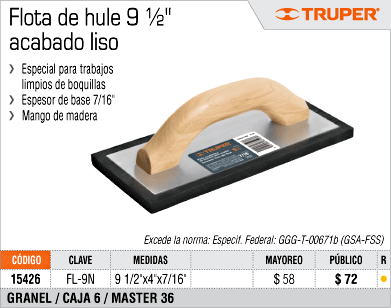 Flota de hule 9 ½"
acabado liso
TRUPER®
Especial para trabajos
limpios de boquillas
Espesor de base 7/16"
Mango de madera
TRUPER
Excede la norma: Especif. Federal: GGG-T-00671b (GSA-FSS)
CÓDIGO CLAVE MEDIDAS MAYOREO PÚBLICO R
15426 FL-9N 9 1/2"x4"x7/16" $ 58 $ 72
GRANEL / CAJA 6 / MASTER 36